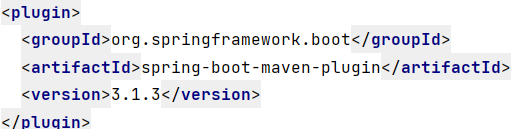 <plugin>
  <groupId>org.springframework.boot</groupId>
  <artifactId>spring-boot-maven-plugin</artifactId>
  <version>3.1.3</version>
</plugin>